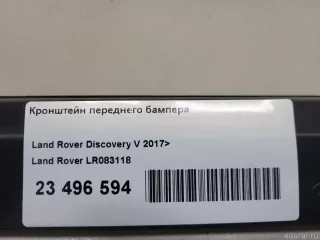 Кронштейн переднего бампера
Land Rover Discovery V 2017>
Land Rover LR083118
23 496 594